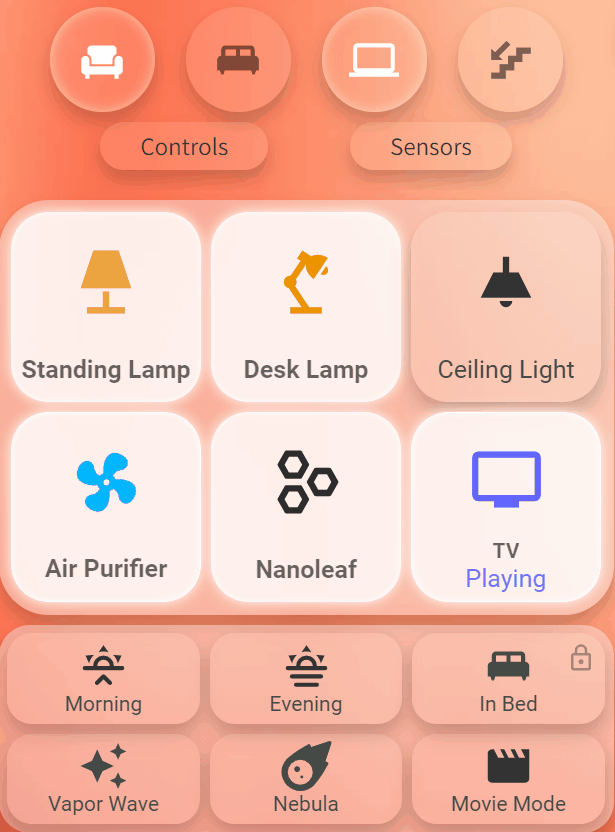 Controls
Sensors
Standing Lamp
Desk Lamp
Ceiling Light
Air Purifier
Nanoleaf
TV
Playing
Morning
Evening
In Bed
Vapor Wave
Nebula
Movie Mode